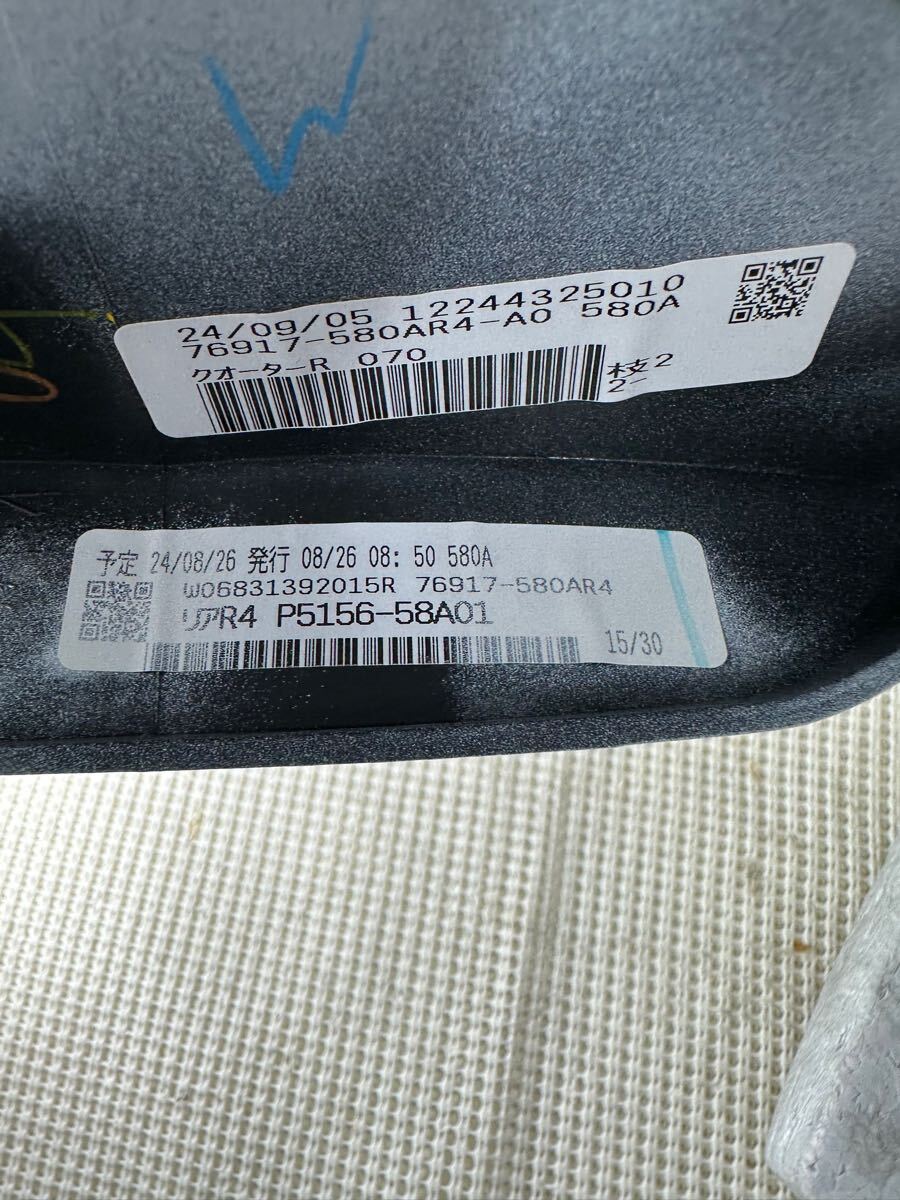 W
24/09/05 12244325010
76917-580AR4-A0 580A
クオーターR 070
枝2
2-
予定 24/08/26 発行 08/26 08:50 580A
W06831392015R 76917-580AR4
リアR4 P5156-58A01
15/30